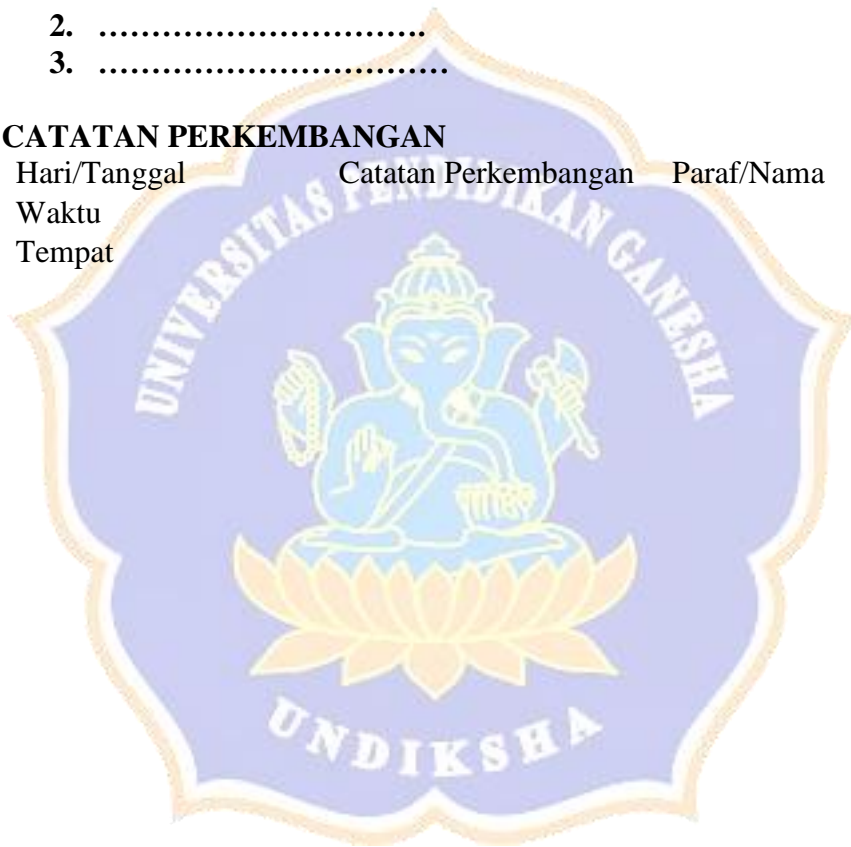 2. …………………………….
3. ……………………………
CATATAN PERKEMBANGAN
Hari/Tanggal Catatan Perkembangan Paraf/Nama
Waktu
Tempat
UNIVERSITAS PENDIDIKAN GANESHA
UNDIKSHA